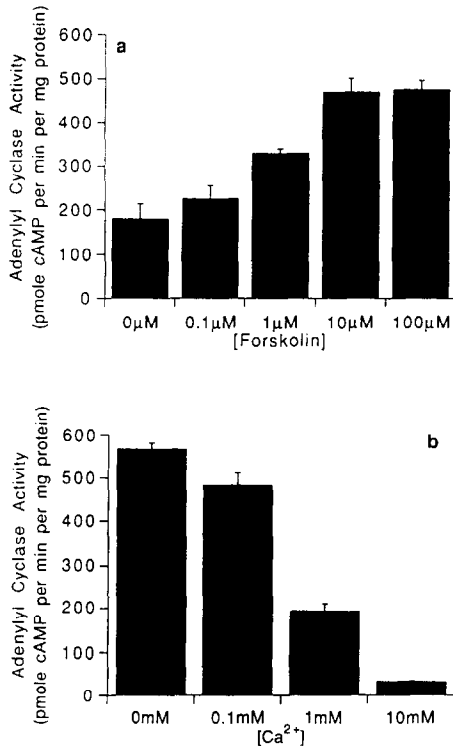 a
Adenylyl Cyclase Activity
(pmole cAMP per min per mg protein)
600
500
400
300
200
100
0
0µM 0.1µM 1µM 10µM 100µM
[Forskolin]
b
Adenylyl Cyclase Activity
(pmole cAMP per min per mg protein)
600
500
400
300
200
100
0
0mM 0.1mM 1mM 10mM
[Ca²⁺]